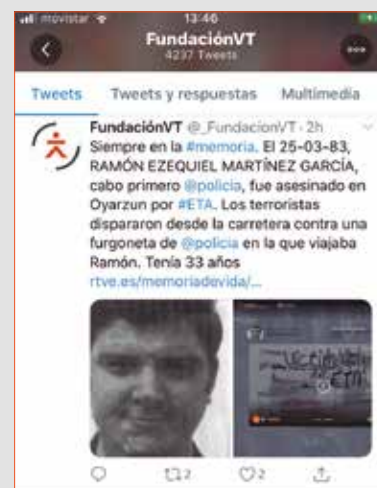 movistar 13:46
FundaciónVT
4237 Tweets
Tweets Tweets y respuestas Multimedia
FundaciónVT @_FundacionVT · 2h
Siempre en la #memoria. El 25-03-83,
RAMÓN EZEQUIEL MARTÍNEZ GARCÍA,
cabo primero @policia, fue asesinado en
Oyarzun por #ETA. Los terroristas
dispararon desde la carretera contra una
furgoneta de @policia en la que viajaba
Ramón. Tenía 33 años
rtve.es/memoriadevida/...
ETA
2 2